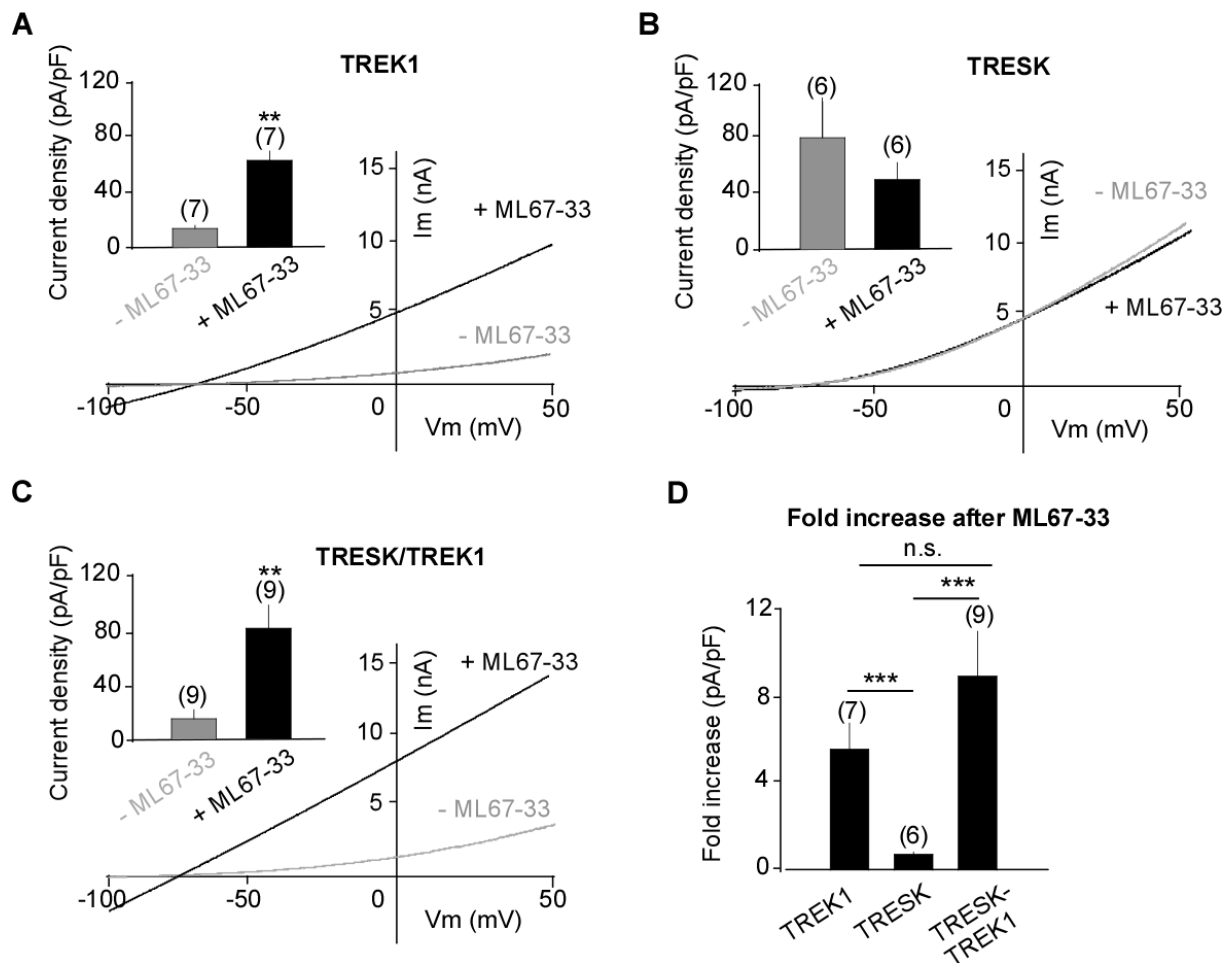 A
TREK1
Current density (pA/pF)
120
80
40
0
(7)
**
(7)
- ML67-33
+ ML67-33
Im (nA)
15
10
5
+ ML67-33
- ML67-33
-100
-50
0
50
Vm (mV)
B
TRESK
Current density (pA/pF)
120
80
40
0
(6)
(6)
- ML67-33
+ ML67-33
Im (nA)
15
10
5
- ML67-33
+ ML67-33
-100
-50
0
50
Vm (mV)
C
TRESK/TREK1
Current density (pA/pF)
120
80
40
0
(9)
**
(9)
- ML67-33
+ ML67-33
Im (nA)
15
10
5
+ ML67-33
- ML67-33
-100
-50
0
50
Vm (mV)
D
Fold increase after ML67-33
n.s.
***
***
Fold increase (pA/pF)
12
8
4
0
(7)
(6)
(9)
TREK1
TRESK
TRESK-
TREK1